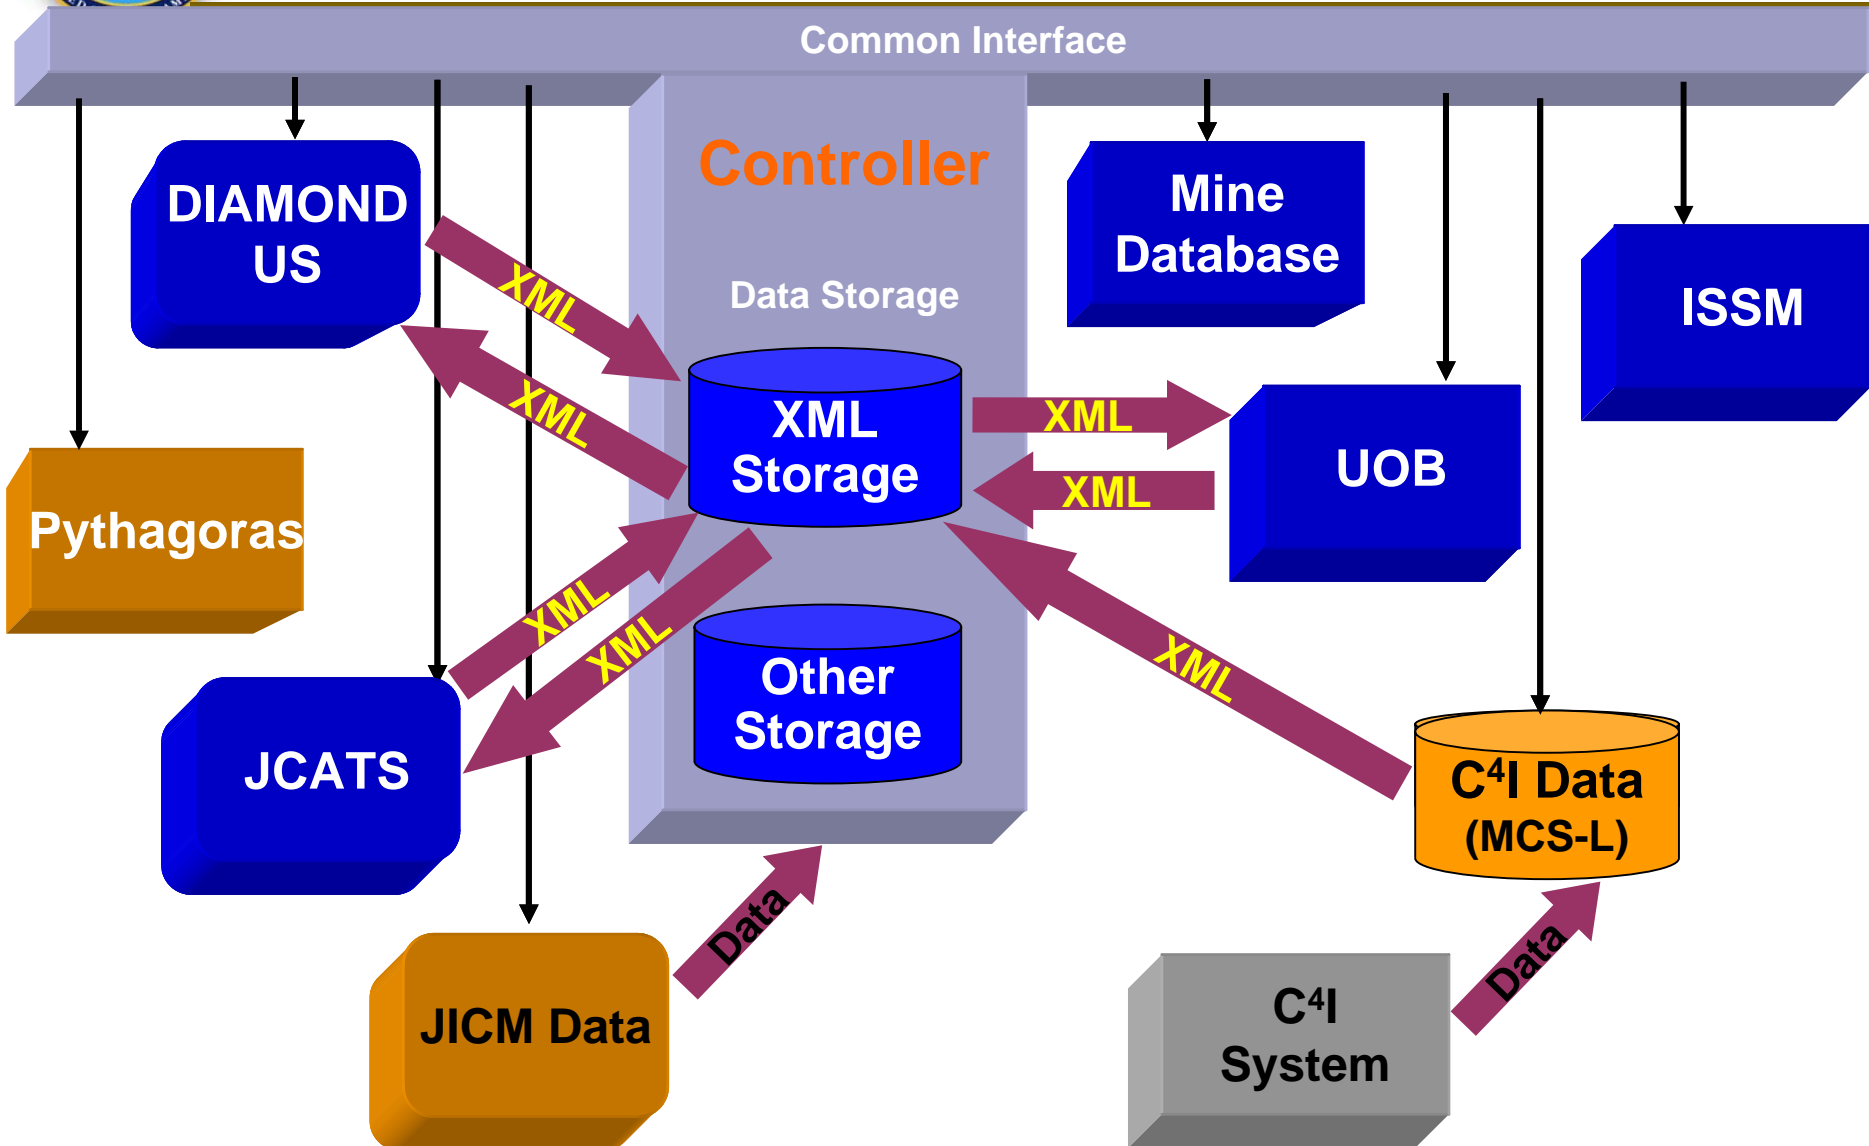 Common Interface
Controller
DIAMOND
US
Mine
Database
ISSM
Data Storage
XML
XML
XML
Storage
XML
XML
UOB
Pythagoras
XML
XML
XML
Other
Storage
JCATS
C⁴I Data
(MCS-L)
Data
Data
JICM Data
C⁴I
System